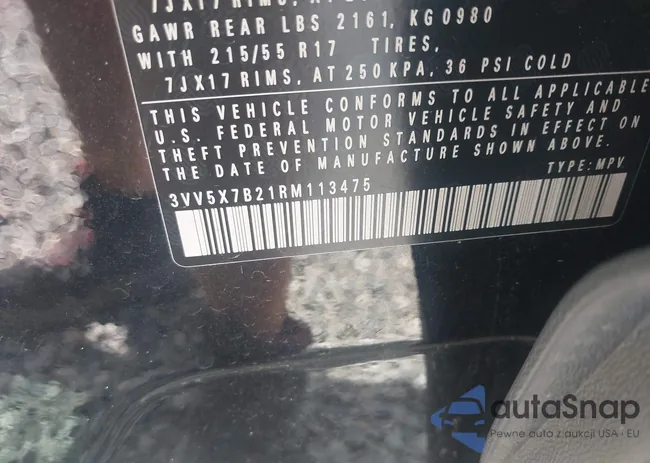 GAWR REAR LBS 2161, KG 0980
WITH 215/55 R17 TIRES,
7JX17 RIMS, AT 250 KPA, 36 PSI COLD
THIS VEHICLE CONFORMS TO ALL APPLICABLE
U.S. FEDERAL MOTOR VEHICLE SAFETY AND
THEFT PREVENTION STANDARDS IN EFFECT ON
THE DATE OF MANUFACTURE SHOWN ABOVE.
3VV5X7B21RM113475 TYPE: MPV
autaSnap
Pewne auto z aukcji USA i EU